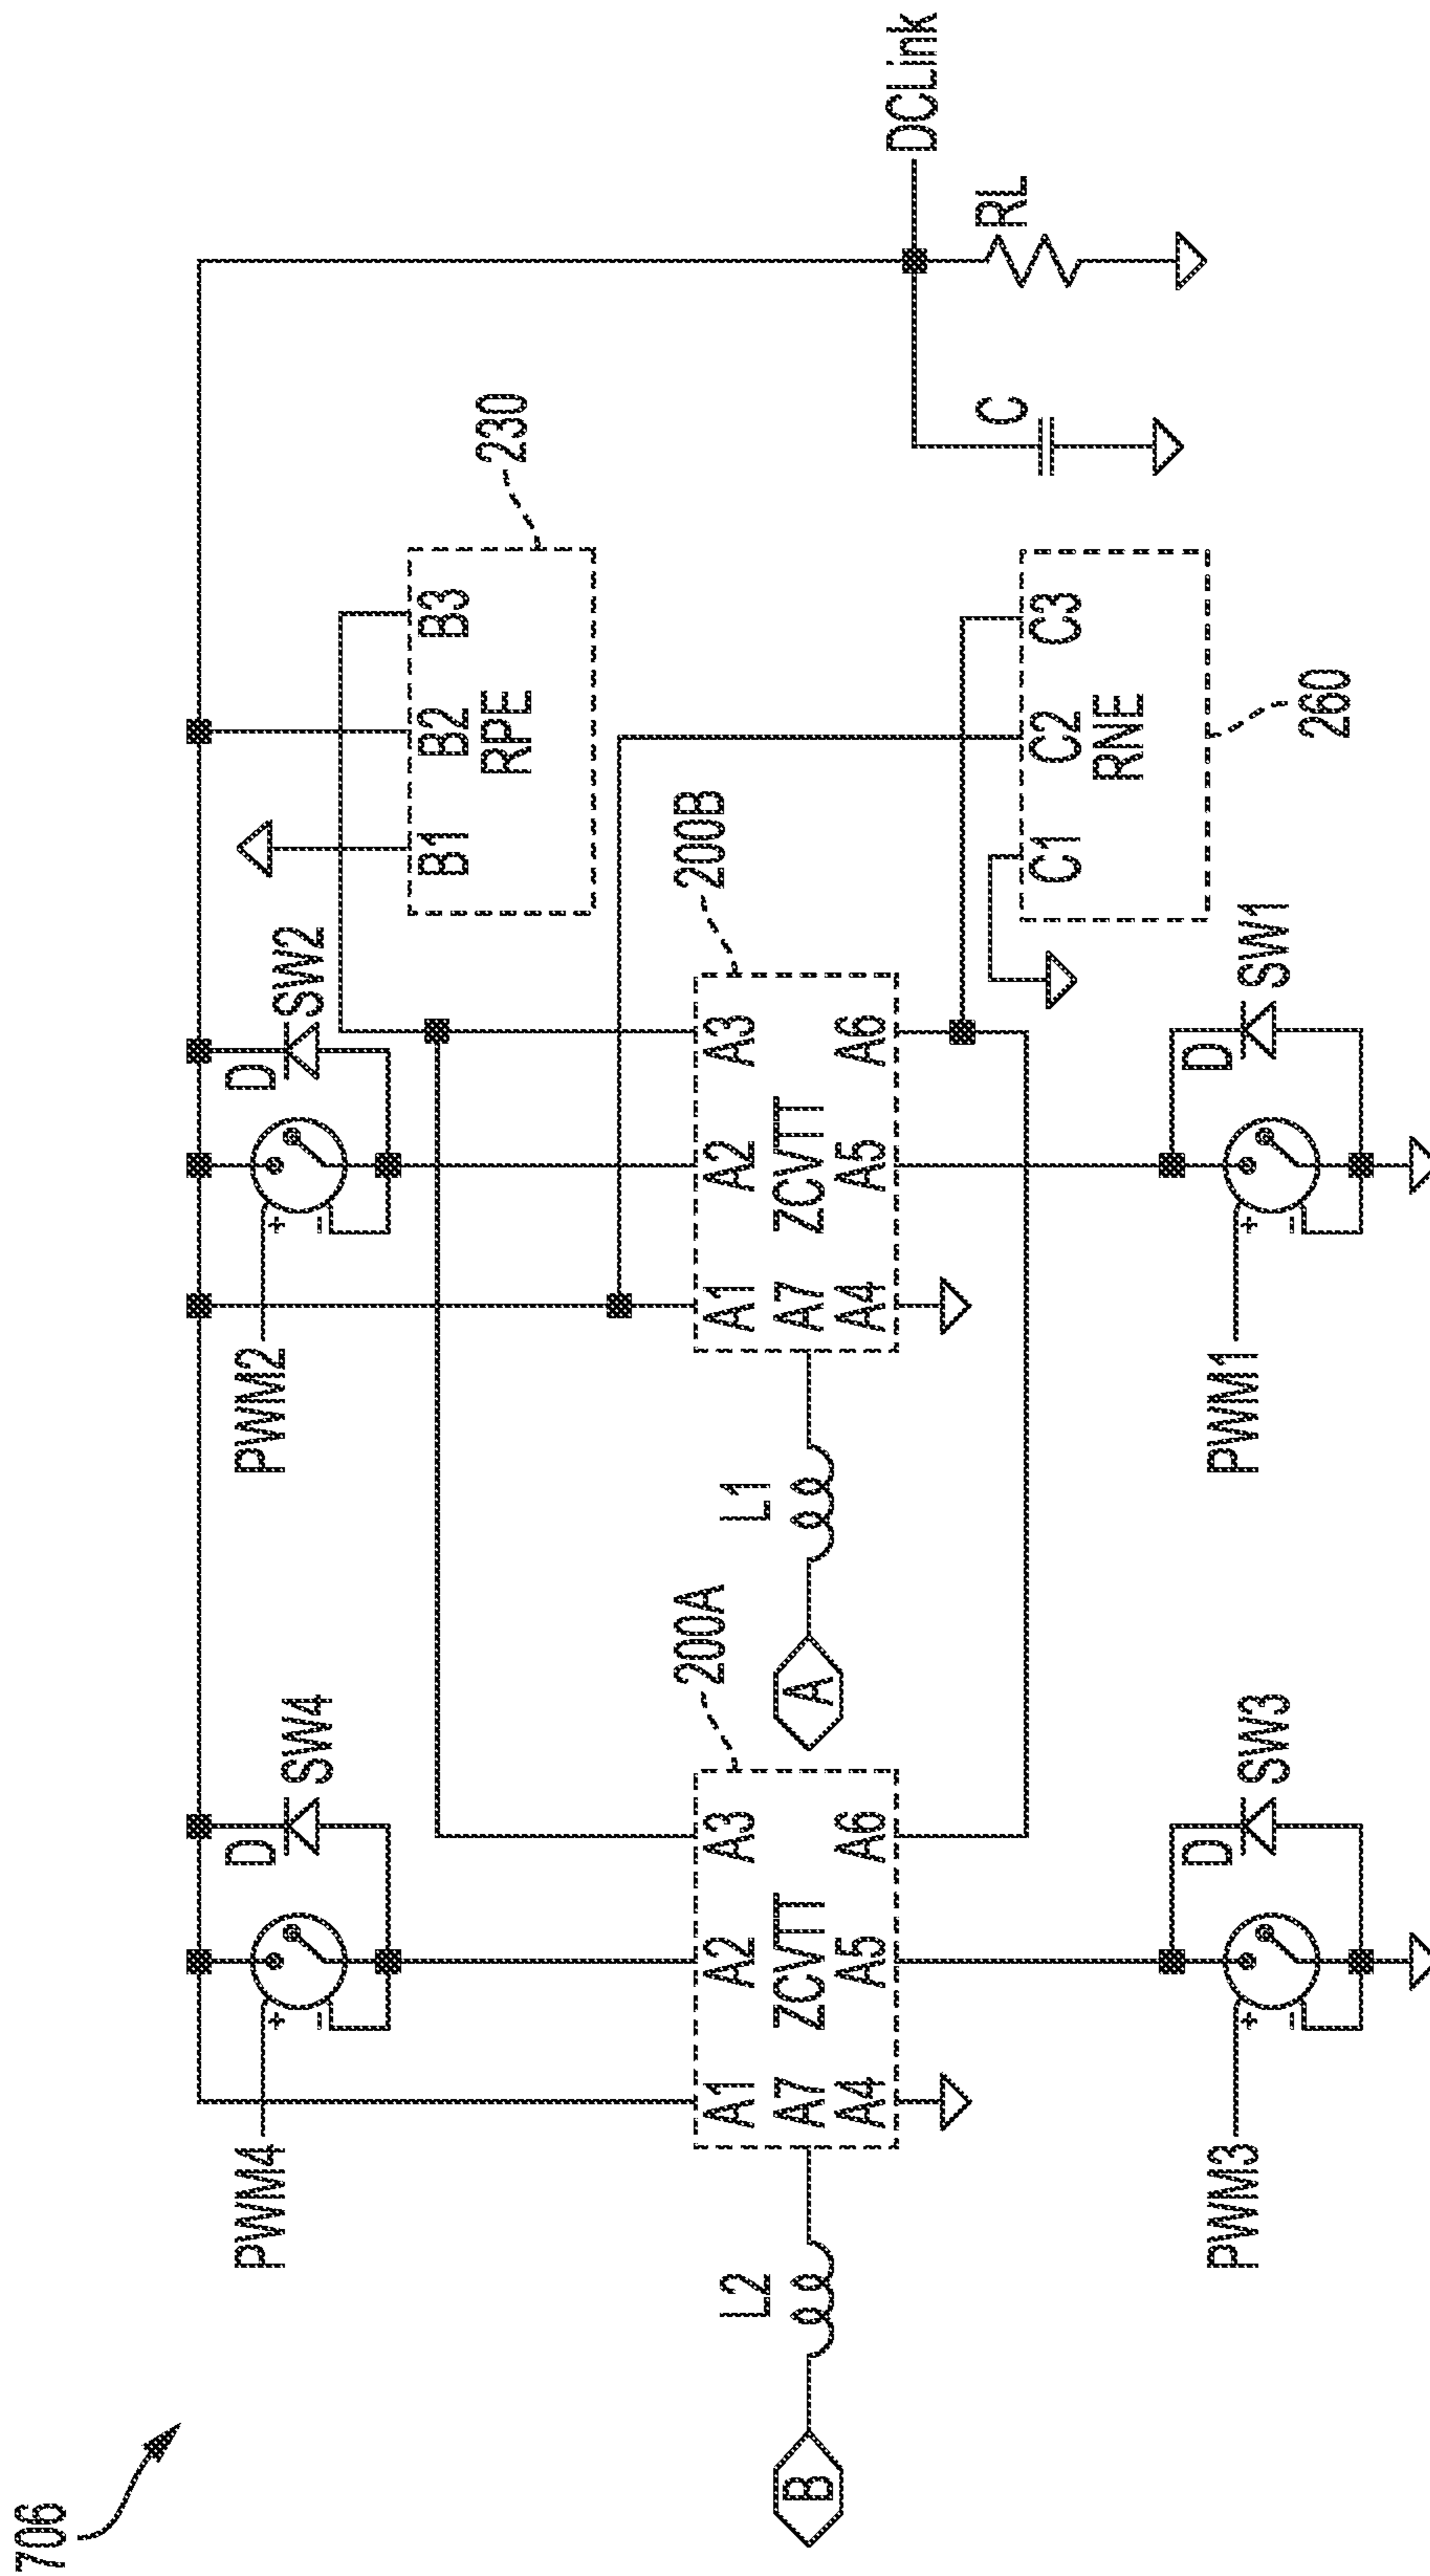 706
PWM4
D
SW4
PWM2
D
SW2
B1
B2
B3
RPE
230
DCLink
200A
A1
A2
A3
ZCVTT
A7
A4
A5
A6
L2
B
200B
A1
A2
A3
ZCVTT
A7
A4
A5
A6
L1
A
C1
C2
C3
RNE
260
C
RL
PWM3
D
SW3
PWM1
D
SW1
+
−
+
−
+
−
+
−